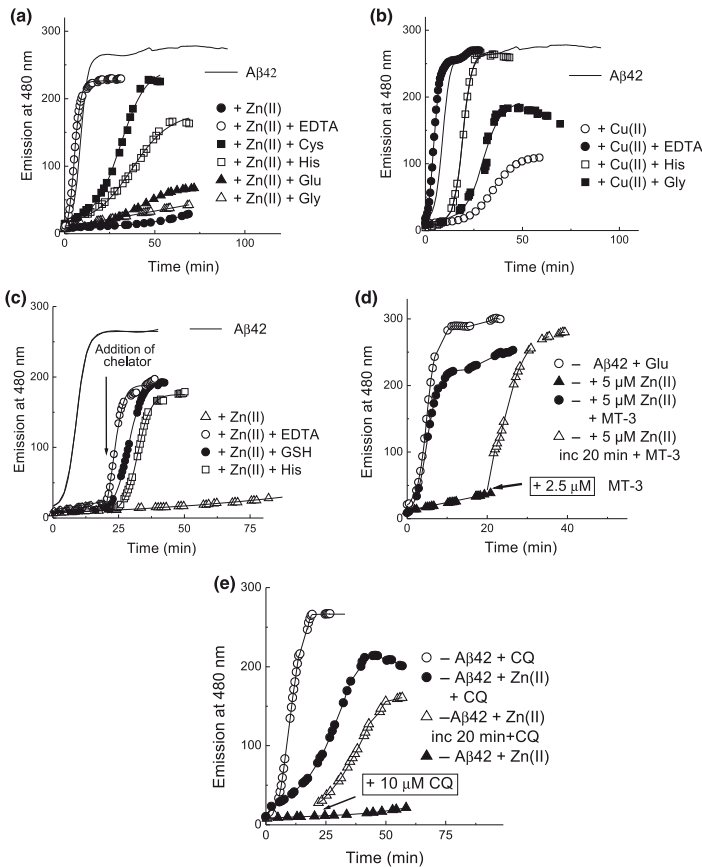 (a)
300
200
100
0
0
50
100
Emission at 480 nm
Time (min)
Aβ42
+ Zn(II)
+ Zn(II) + EDTA
+ Zn(II) + Cys
+ Zn(II) + His
+ Zn(II) + Glu
+ Zn(II) + Gly
(b)
300
200
100
0
0
50
100
Emission at 480 nm
Time (min)
Aβ42
+ Cu(II)
+ Cu(II) + EDTA
+ Cu(II) + His
+ Cu(II) + Gly
(c)
300
200
100
0
0
25
50
75
Emission at 480 nm
Time (min)
Addition of
chelator
Aβ42
+ Zn(II)
+ Zn(II) + EDTA
+ Zn(II) + GSH
+ Zn(II) + His
(d)
300
200
100
0
0
20
40
Emission at 480 nm
Time (min)
– Aβ42 + Glu
– + 5 μM Zn(II)
– + 5 μM Zn(II)
+ MT-3
– + 5 μM Zn(II)
inc 20 min + MT-3
+ 2.5 μM MT-3
(e)
300
200
100
0
0
25
50
75
Emission at 480 nm
Time (min)
– Aβ42 + CQ
– Aβ42 + Zn(II)
+ CQ
–Aβ42 + Zn(II)
inc 20 min+CQ
– Aβ42 + Zn(II)
+ 10 μM CQ